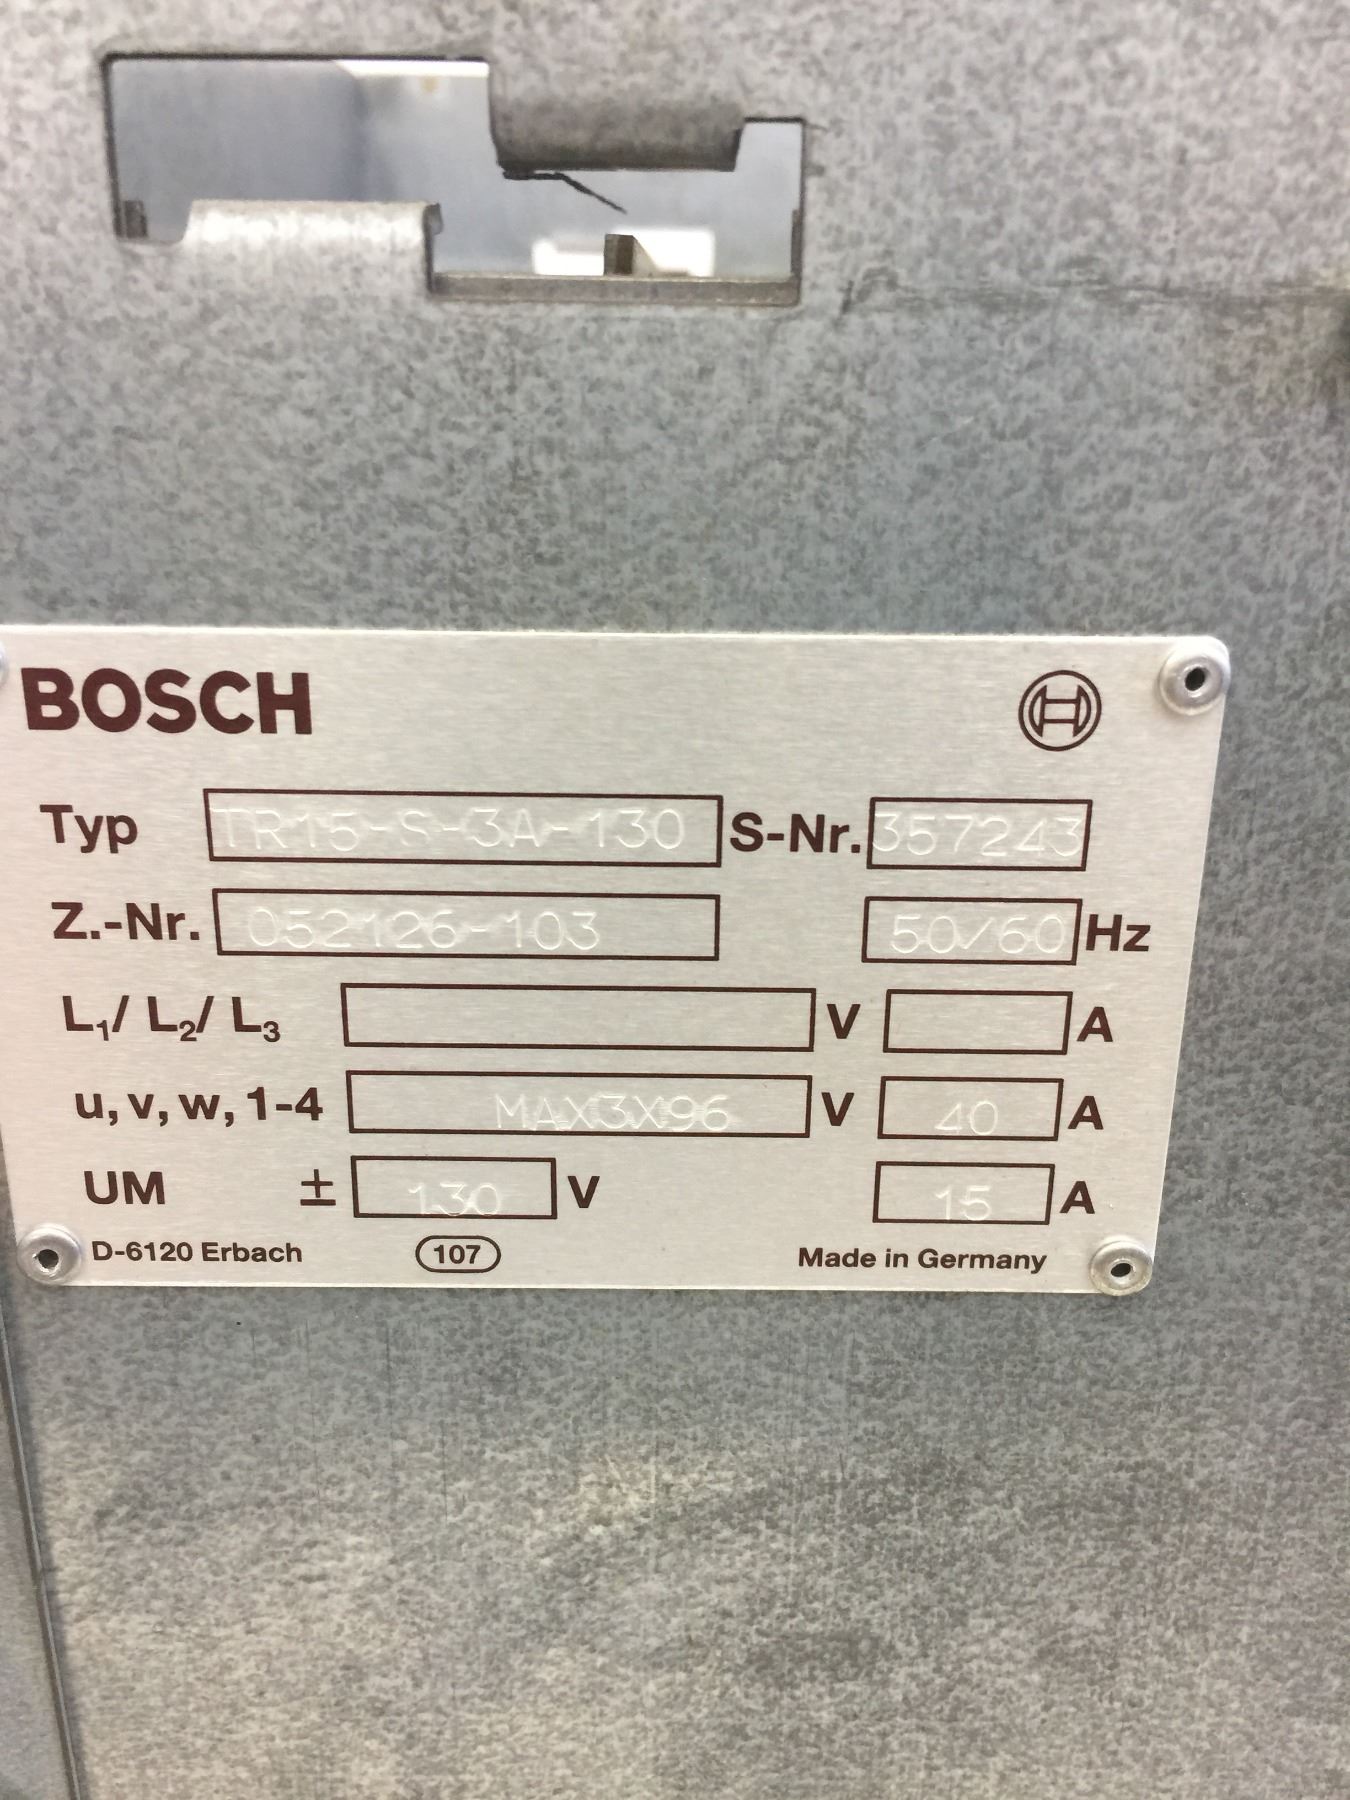 BOSCH
Typ TR15-S-3A-130 S-Nr. 357243
Z.-Nr. 052126-103 50/60 Hz
L1/ L2/ L3 V A
u, v, w, 1-4 MAX3X96 V 40 A
UM ± 130 V 15 A
D-6120 Erbach 107 Made in Germany